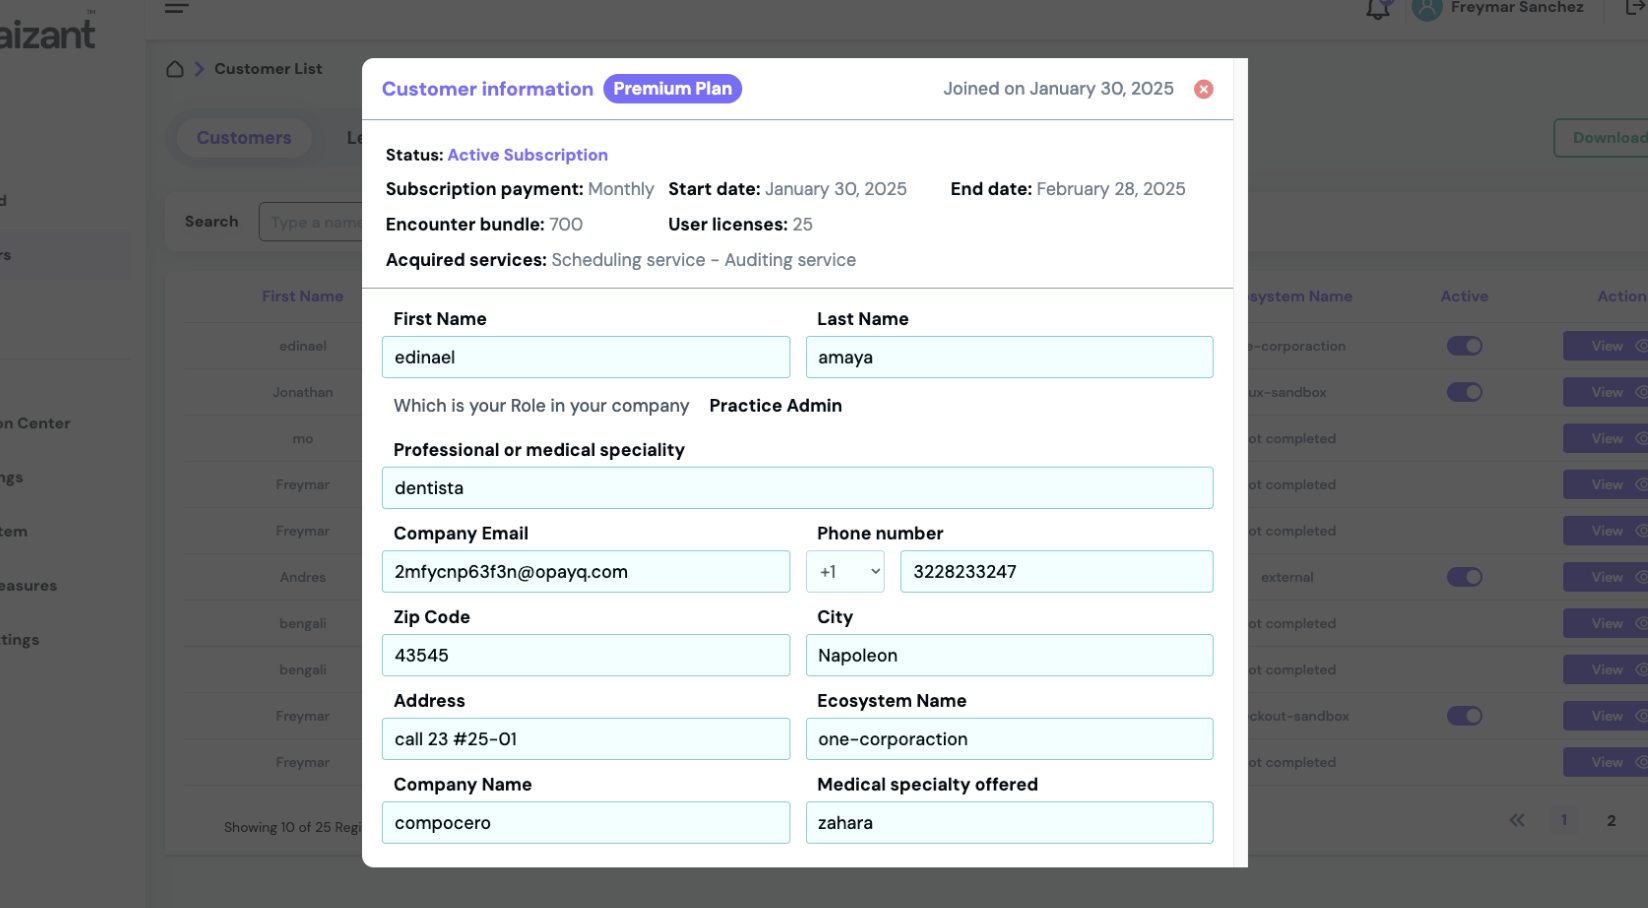 TM
aizant
Freymar Sanchez
Customer List
Customers
Download
Search
Type a name
Customer information
Premium Plan
Joined on January 30, 2025
Status: Active Subscription
Subscription payment: Monthly Start date: January 30, 2025 End date: February 28, 2025
Encounter bundle: 700 User licenses: 25
Acquired services: Scheduling service - Auditing service
First Name Last Name
edinael amaya
Which is your Role in your company Practice Admin
Professional or medical speciality
dentista
Company Email Phone number
2mfycnp63f3n@opayq.com +1 3228233247
Zip Code City
43545 Napoleon
Address Ecosystem Name
call 23 #25-01 one-corporaction
Company Name Medical specialty offered
compocero zahara
First Name system Name Active Action
edinael e-corporaction View
Jonathan ux-sandbox View
mo ot completed View
Freymar ot completed View
Freymar ot completed View
Andres external View
bengali ot completed View
bengali ot completed View
Freymar ckout-sandbox View
Freymar ot completed View
Showing 10 of 25 Regi
« 1 2
d
rs
on Center
ngs
tem
easures
ttings